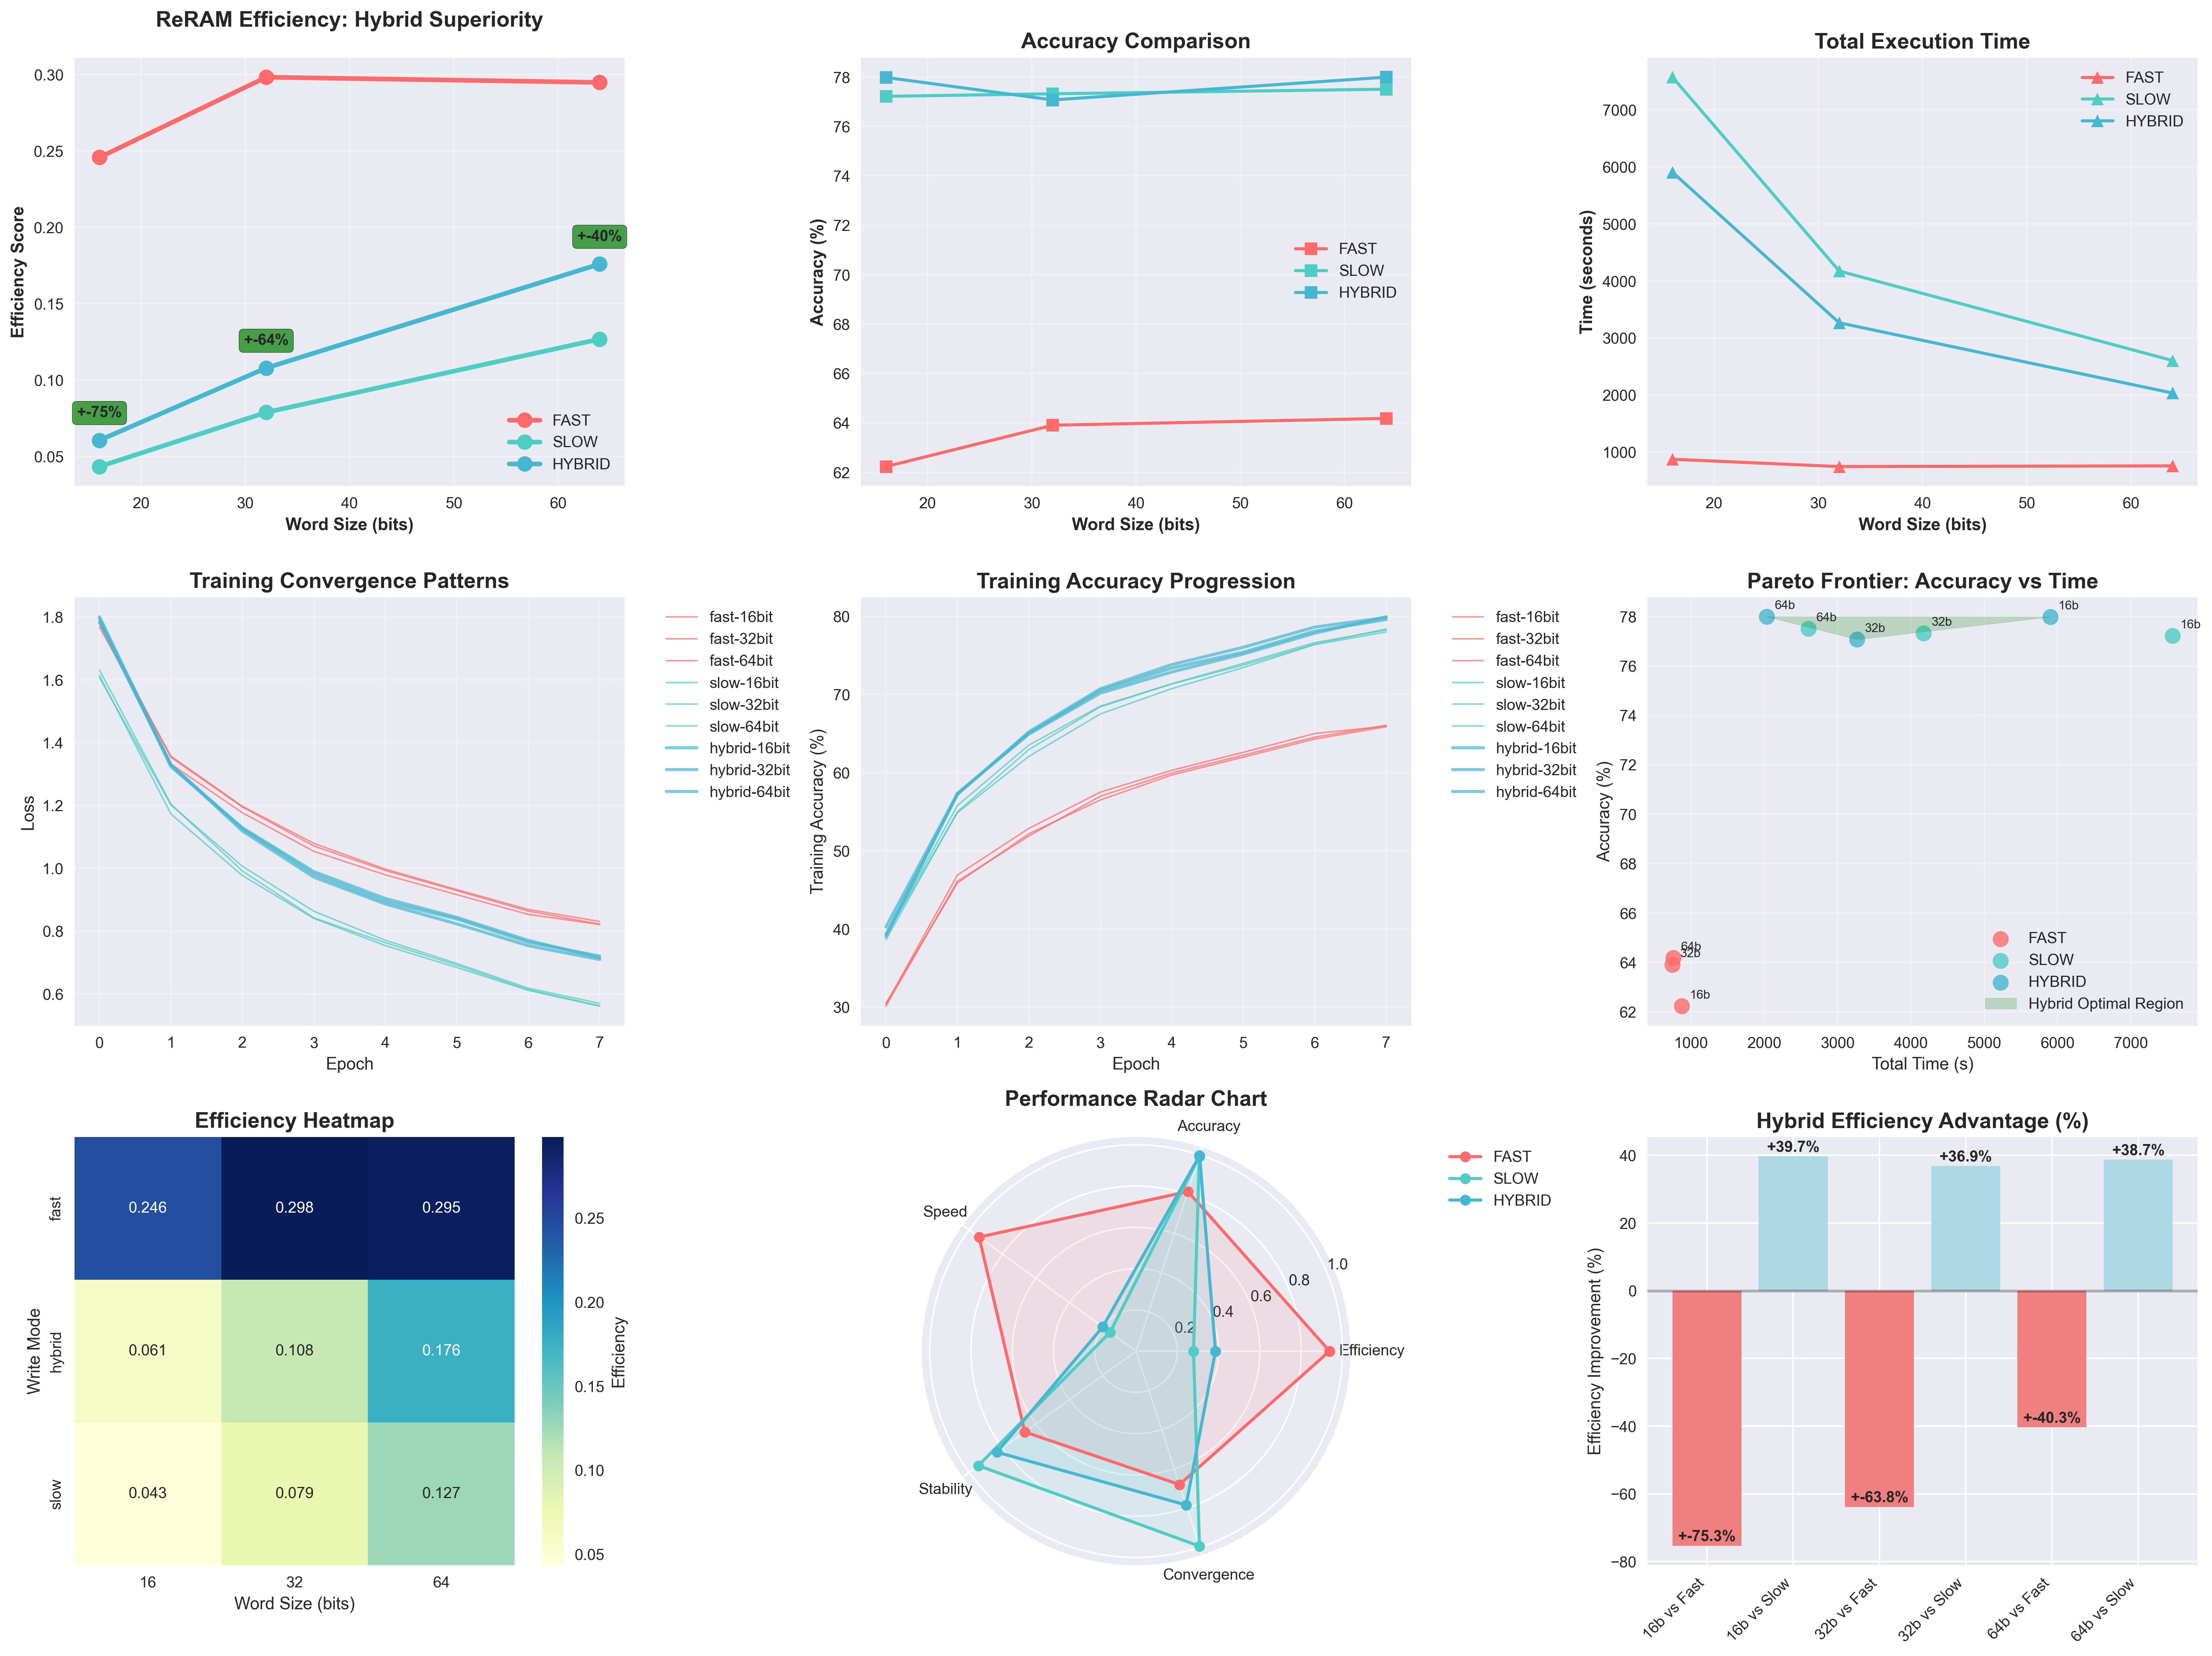 ReRAM Efficiency: Hybrid Superiority
Efficiency Score
0.30
0.25
0.20
0.15
0.10
0.05
+-75%
+-64%
+-40%
FAST
SLOW
HYBRID
20 30 40 50 60
Word Size (bits)
Accuracy Comparison
Accuracy (%)
78
76
74
72
70
68
66
64
62
FAST
SLOW
HYBRID
20 30 40 50 60
Word Size (bits)
Total Execution Time
Time (seconds)
7000
6000
5000
4000
3000
2000
1000
FAST
SLOW
HYBRID
20 30 40 50 60
Word Size (bits)
Training Convergence Patterns
Loss
1.8
1.6
1.4
1.2
1.0
0.8
0.6
0 1 2 3 4 5 6 7
Epoch
fast-16bit
fast-32bit
fast-64bit
slow-16bit
slow-32bit
slow-64bit
hybrid-16bit
hybrid-32bit
hybrid-64bit
Training Accuracy Progression
Training Accuracy (%)
80
70
60
50
40
30
0 1 2 3 4 5 6 7
Epoch
fast-16bit
fast-32bit
fast-64bit
slow-16bit
slow-32bit
slow-64bit
hybrid-16bit
hybrid-32bit
hybrid-64bit
Pareto Frontier: Accuracy vs Time
Accuracy (%)
78
76
74
72
70
68
66
64
62
64b
64b
32b
32b
16b
16b
64b
32b
16b
FAST
SLOW
HYBRID
Hybrid Optimal Region
1000 2000 3000 4000 5000 6000 7000
Total Time (s)
Efficiency Heatmap
Write Mode
fast
hybrid
slow
0.246 0.298 0.295
0.061 0.108 0.176
0.043 0.079 0.127
16 32 64
Word Size (bits)
0.25
0.20
0.15
0.10
0.05
Efficiency
Performance Radar Chart
Accuracy
Speed
Stability
Convergence
Efficiency
0.2
0.4
0.6
0.8
1.0
FAST
SLOW
HYBRID
Hybrid Efficiency Advantage (%)
Efficiency Improvement (%)
40
20
0
−20
−40
−60
−80
+-75.3%
+39.7%
+-63.8%
+36.9%
+-40.3%
+38.7%
16b vs Fast
16b vs Slow
32b vs Fast
32b vs Slow
64b vs Fast
64b vs Slow